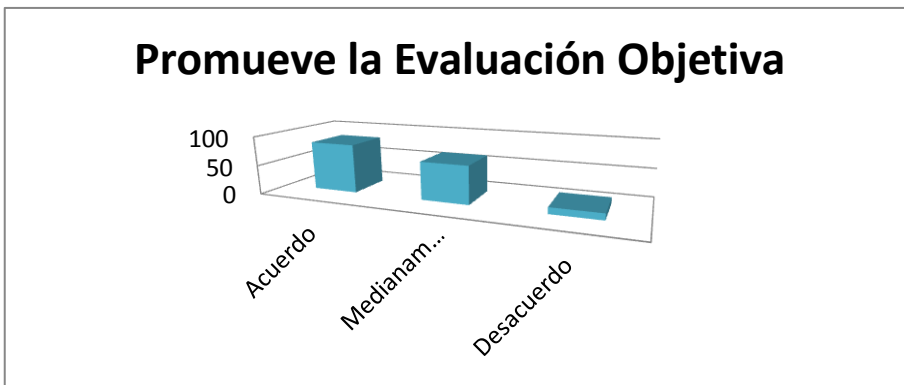 Promueve la Evaluación Objetiva
100
50
0
Acuerdo
Medianam...
Desacuerdo